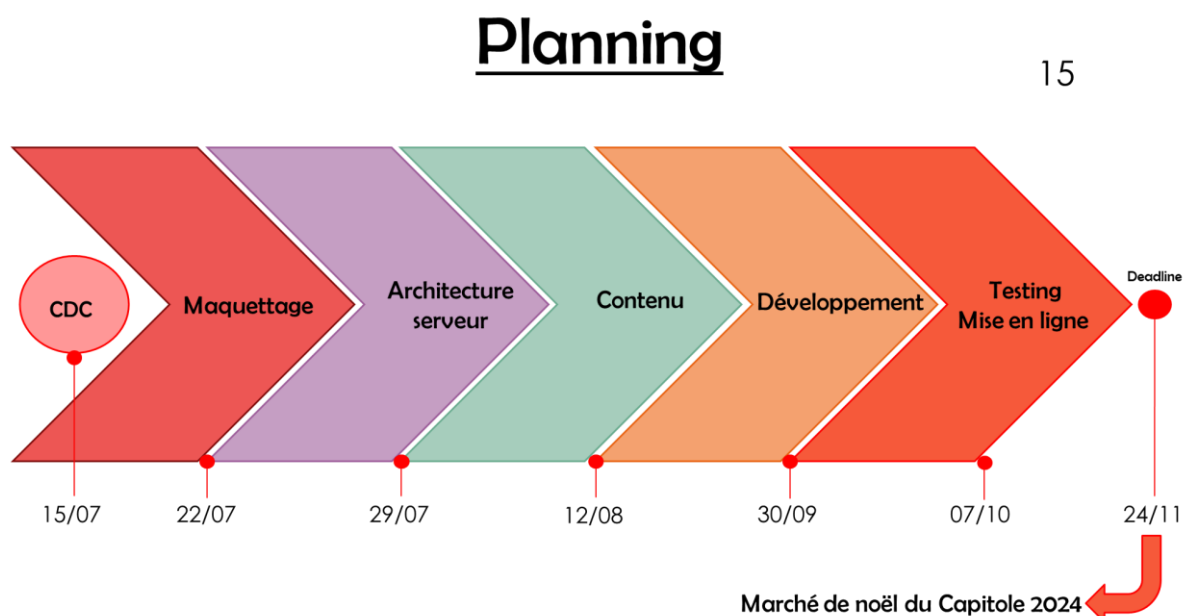 Planning
15
CDC
Maquettage
Architecture
serveur
Contenu
Développement
Testing
Mise en ligne
Deadline
15/07
22/07
29/07
12/08
30/09
07/10
24/11
Marché de noël du Capitole 2024